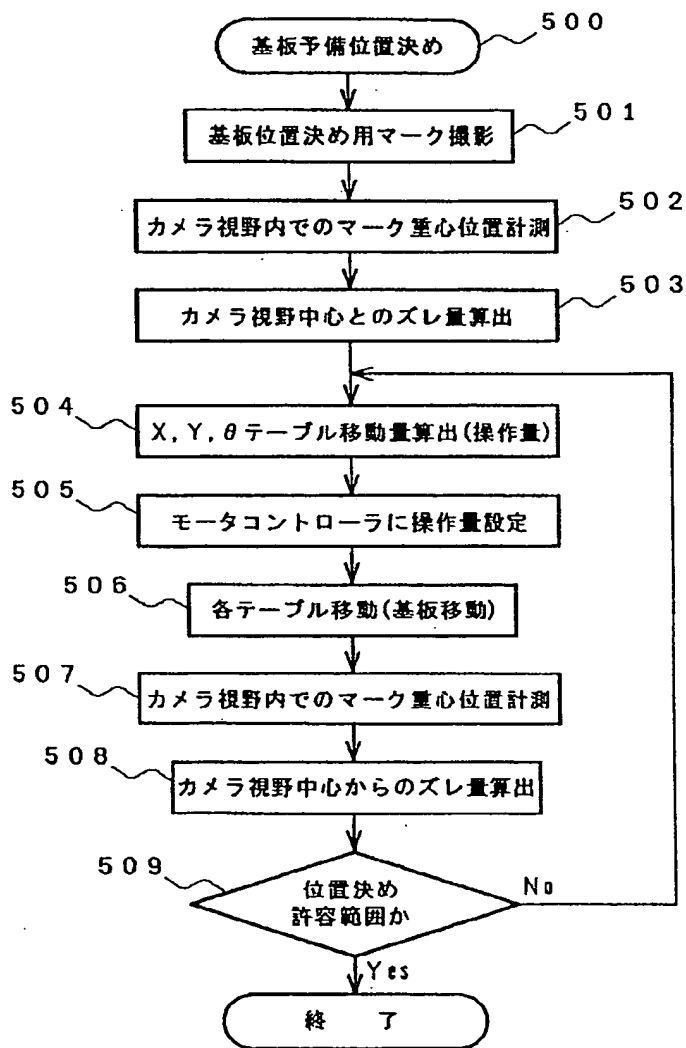 基板予備位置決め
500
基板位置決め用マーク撮影
501
カメラ視野内でのマーク重心位置計測
502
カメラ視野中心とのズレ量算出
503
504
X, Y, θテーブル移動量算出(操作量)
505
モータコントローラに操作量設定
506
各テーブル移動(基板移動)
507
カメラ視野内でのマーク重心位置計測
508
カメラ視野中心からのズレ量算出
509
位置決め
許容範囲か
No
Yes
終 了